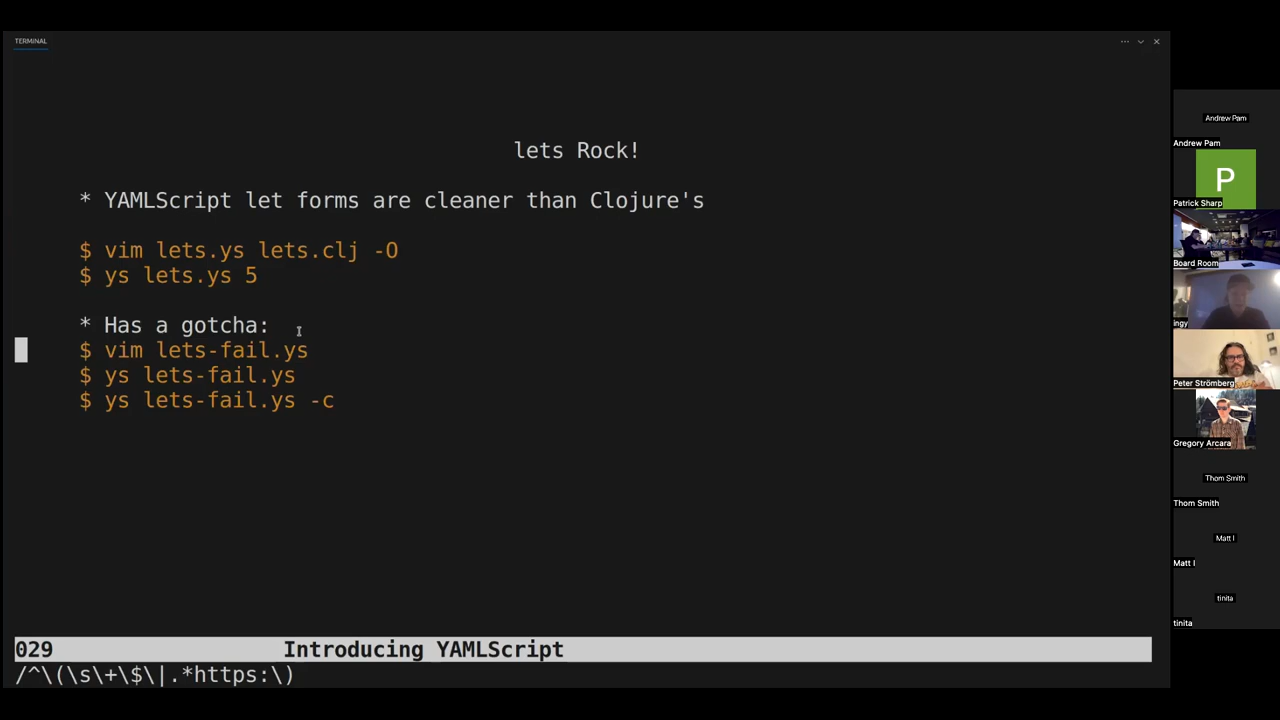 TERMINAL
lets Rock!
* YAMLScript let forms are cleaner than Clojure's
$ vim lets.ys lets.clj -O
$ ys lets.ys 5
* Has a gotcha:
$ vim lets-fail.ys
$ ys lets-fail.ys
$ ys lets-fail.ys -c
029 Introducing YAMLScript
/^\(\s\+\$\|.*https:\)
Andrew Pam
Andrew Pam
P
Patrick Sharp
Board Room
ingy
Peter Strömberg
Gregory Arcara
Thom Smith
Thom Smith
Matt I
Matt I
tinita
tinita